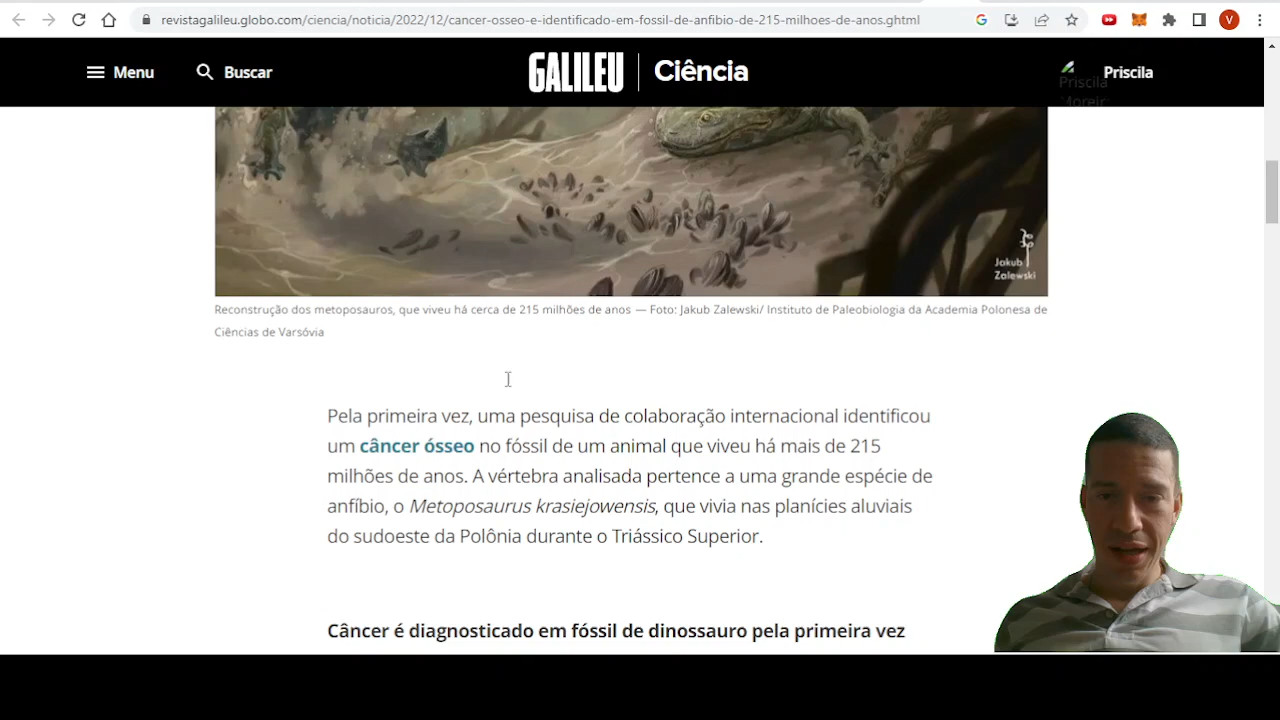 revistagalileu.globo.com/ciencia/noticia/2022/12/cancer-osseo-e-identificado-em-fossil-de-anfibio-de-215-milhoes-de-anos.ghtml
V
Menu
Buscar
GALILEU
Ciência
Priscila
Priscila
Moreir
Jakub
Zalewski
Reconstrução dos metoposauros, que viveu há cerca de 215 milhões de anos — Foto: Jakub Zalewski/ Instituto de Paleobiologia da Academia Polonesa de
Ciências de Varsóvia
Pela primeira vez, uma pesquisa de colaboração internacional identificou
um câncer ósseo no fóssil de um animal que viveu há mais de 215
milhões de anos. A vértebra analisada pertence a uma grande espécie de
anfíbio, o Metoposaurus krasiejowensis, que vivia nas planícies aluviais
do sudoeste da Polônia durante o Triássico Superior.
Câncer é diagnosticado em fóssil de dinossauro pela primeira vez